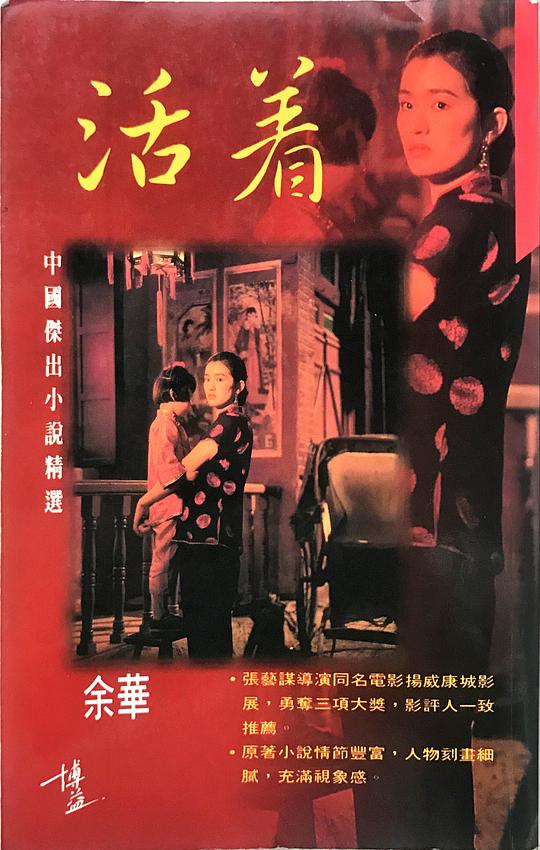 活着
中國傑出小說精選
余華
• 張藝謀導演同名電影揚威康城影
展，勇奪三項大獎，影評人一致
推薦。
• 原著小說情節豐富，人物刻畫細
膩，充滿視象感。
博益